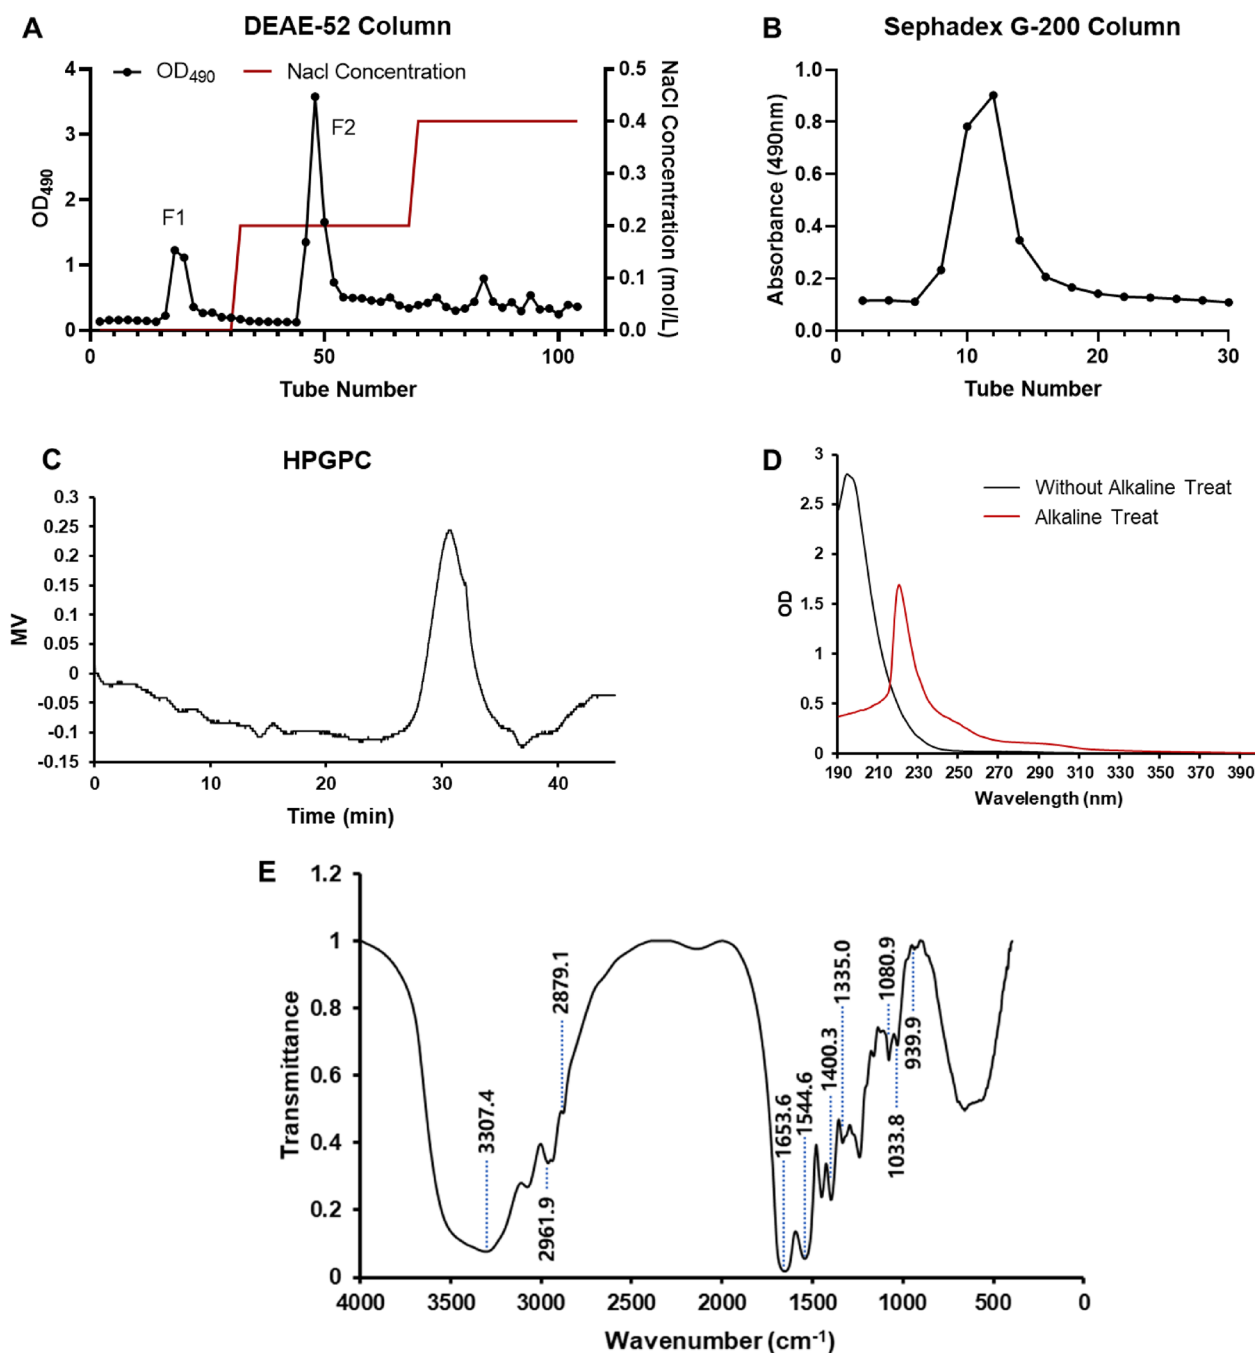 A
DEAE-52 Column
OD490
Nacl Concentration
4
3
2
1
0
OD490
F1
F2
0.5
0.4
0.3
0.2
0.1
0.0
NaCl Concentration (mol/L)
0
50
100
Tube Number
B
Sephadex G-200 Column
1.0
0.8
0.6
0.4
0.2
0.0
Absorbance (490nm)
0
10
20
30
Tube Number
C
HPGPC
0.3
0.25
0.2
0.15
0.1
0.05
0
-0.05
-0.1
-0.15
MV
0
10
20
30
40
Time (min)
D
Without Alkaline Treat
Alkaline Treat
3
2.5
2
1.5
1
0.5
0
OD
190 210 230 250 270 290 310 330 350 370 390
Wavelength (nm)
E
1.2
1
0.8
0.6
0.4
0.2
0
Transmittance
3307.4
2961.9
2879.1
1653.6
1544.6
1400.3
1335.0
1080.9
1033.8
939.9
4000 3500 3000 2500 2000 1500 1000 500 0
Wavenumber (cm-1)